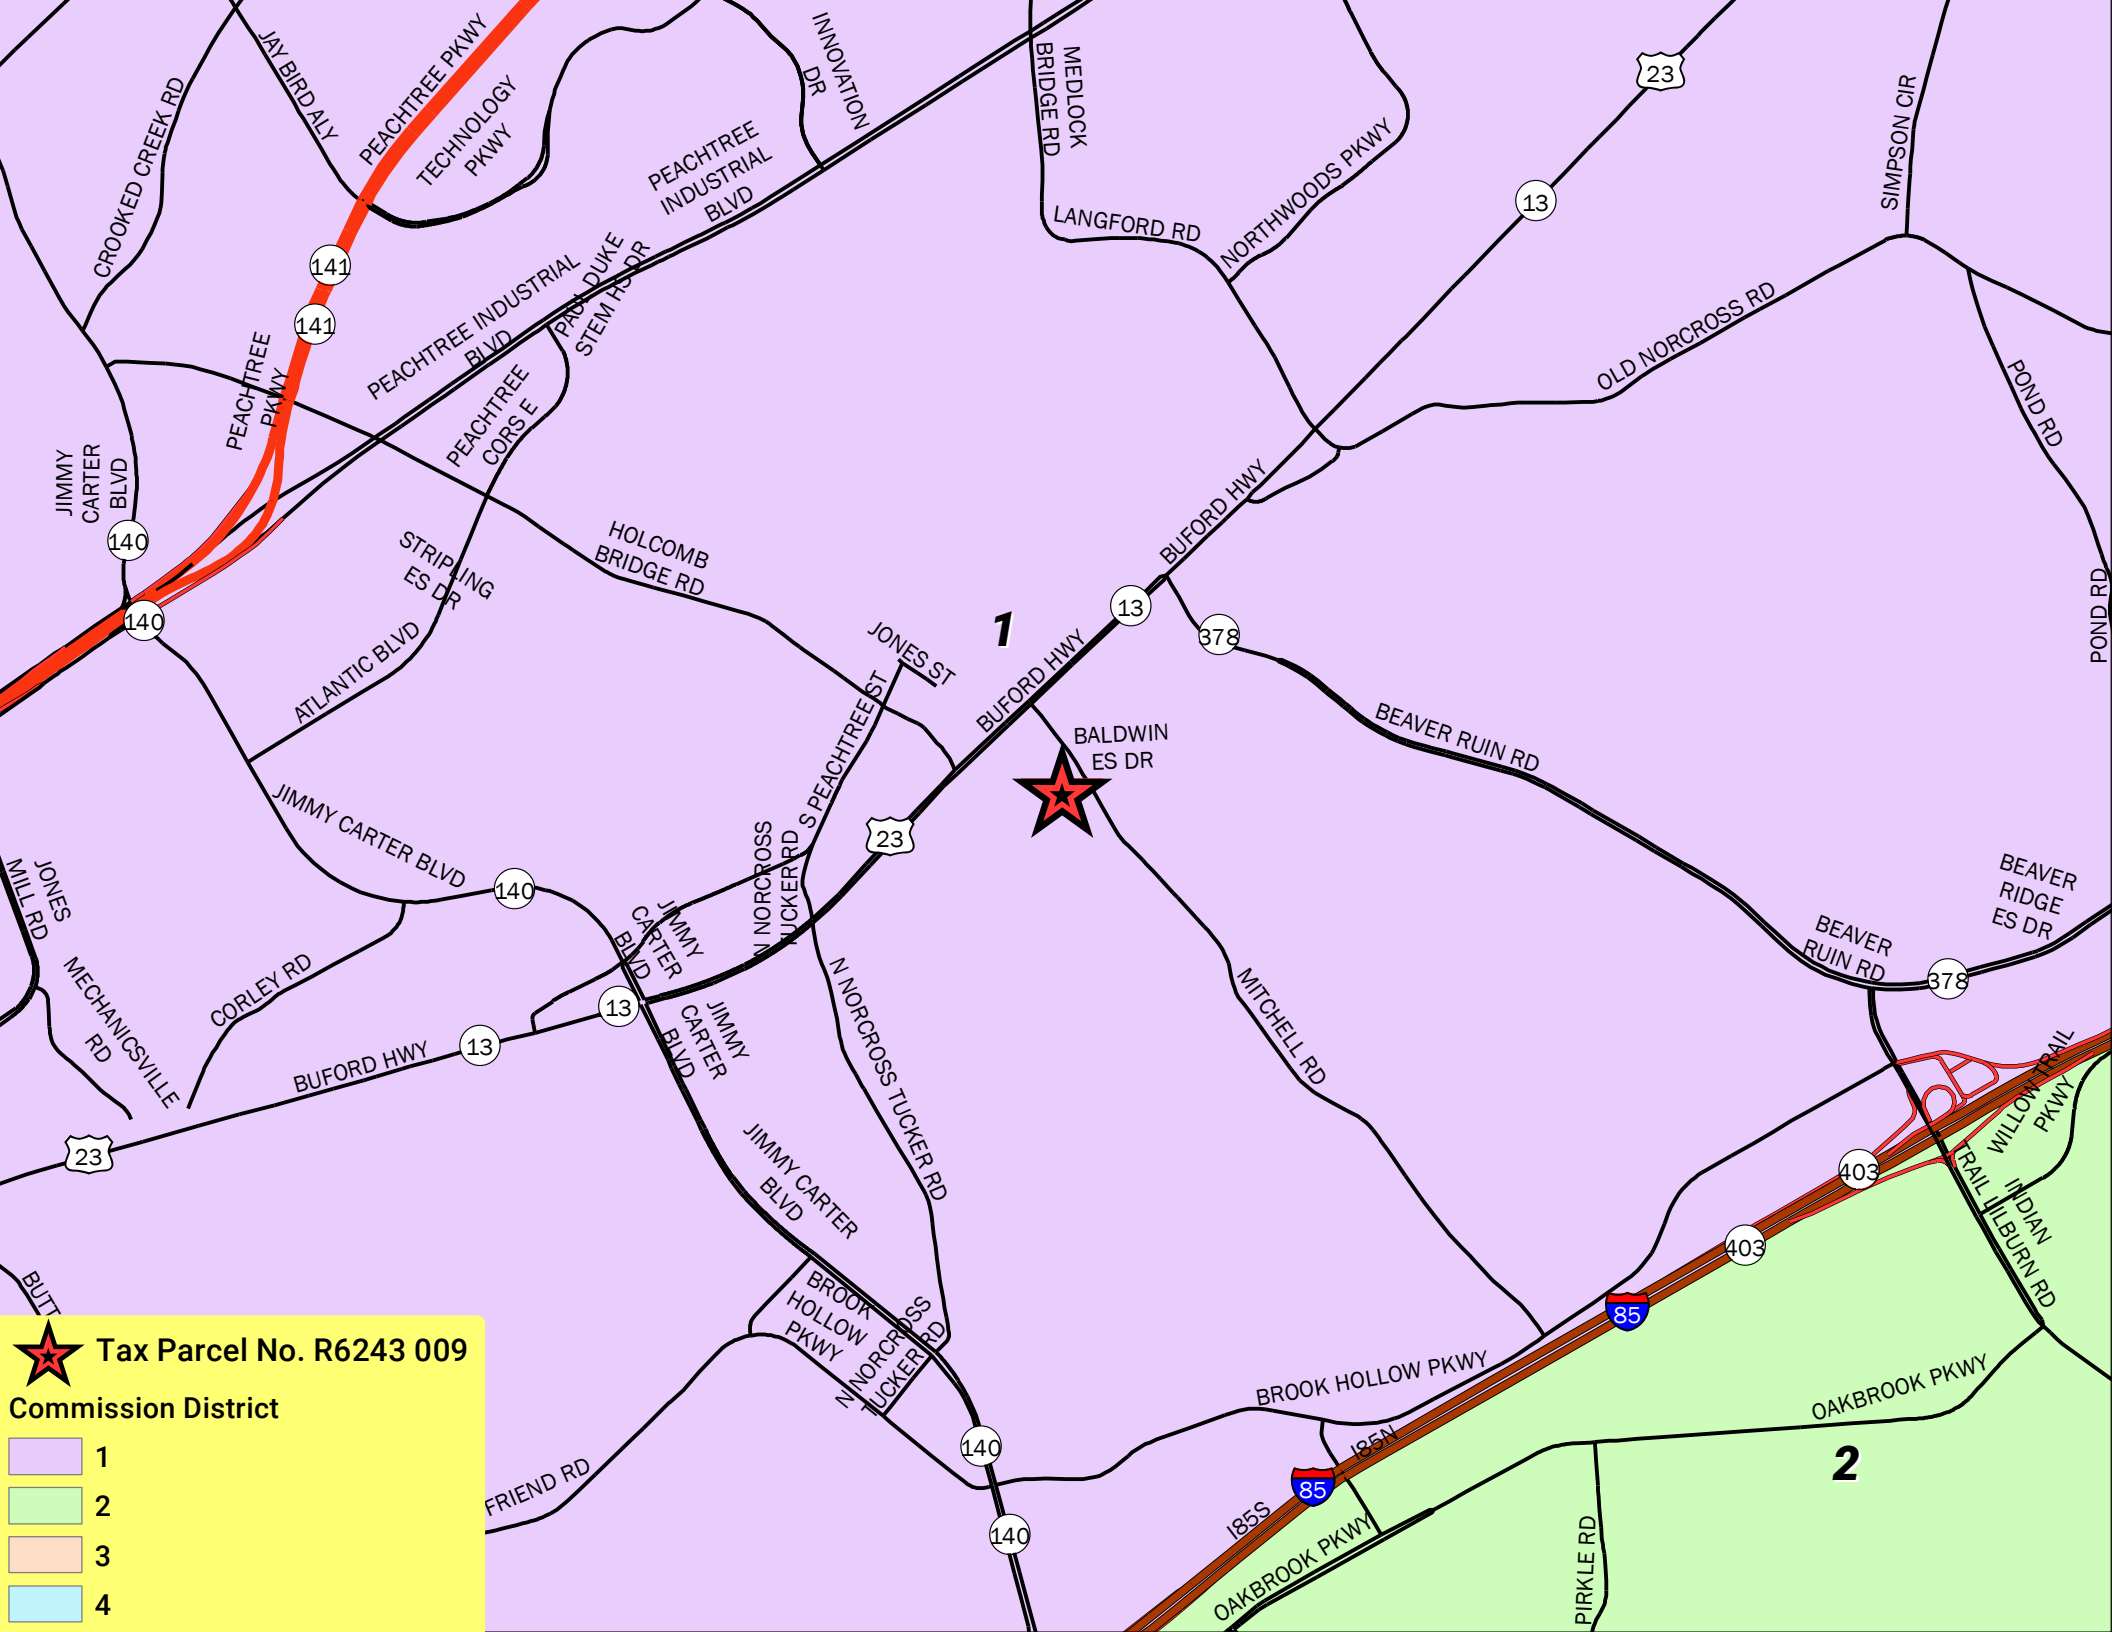 JAY BIRD ALY
PEACHTREE PKWY
TECHNOLOGY
PKWY
INNOVATION
DR
MEDLOCK
BRIDGE RD
23
SIMPSON CIR
CROOKED CREEK RD
PEACHTREE
INDUSTRIAL
BLVD
NORTHWOODS PKWY
13
LANGFORD RD
141
141
PEACHTREE INDUSTRIAL
BLVD
PAUL DUKE
STEM HS DR
OLD NORCROSS RD
POND RD
PEACHTREE
PKWY
PEACHTREE
CORS E
JIMMY
CARTER
BLVD
140
STRIPLING
ES DR
HOLCOMB
BRIDGE RD
BUFORD HWY
13
378
POND RD
140
1
ATLANTIC BLVD
JONES ST
BUFORD HWY
S PEACHTREE ST
BALDWIN
ES DR
BEAVER RUIN RD
JIMMY CARTER BLVD
23
140
N NORCROSS
TUCKER RD
JONES
MILL RD
BEAVER
RIDGE
ES DR
JIMMY
CARTER
BLVD
BEAVER
RUIN RD
378
CORLEY RD
MECHANICSVILLE
RD
13
13
BUFORD HWY
JIMMY
CARTER
BLVD
N NORCROSS TUCKER RD
MITCHELL RD
WILLOW TRAIL
PKWY
23
JIMMY CARTER
BLVD
403
403
INDIAN
TRAIL LILBURN RD
BUTT
BROOK
HOLLOW
PKWY
N NORCROSS
TUCKER RD
85
BROOK HOLLOW PKWY
OAKBROOK PKWY
I85N
2
140
85
I85S
FRIEND RD
140
OAKBROOK PKWY
PIRKLE RD
Tax Parcel No. R6243 009
Commission District
1
2
3
4